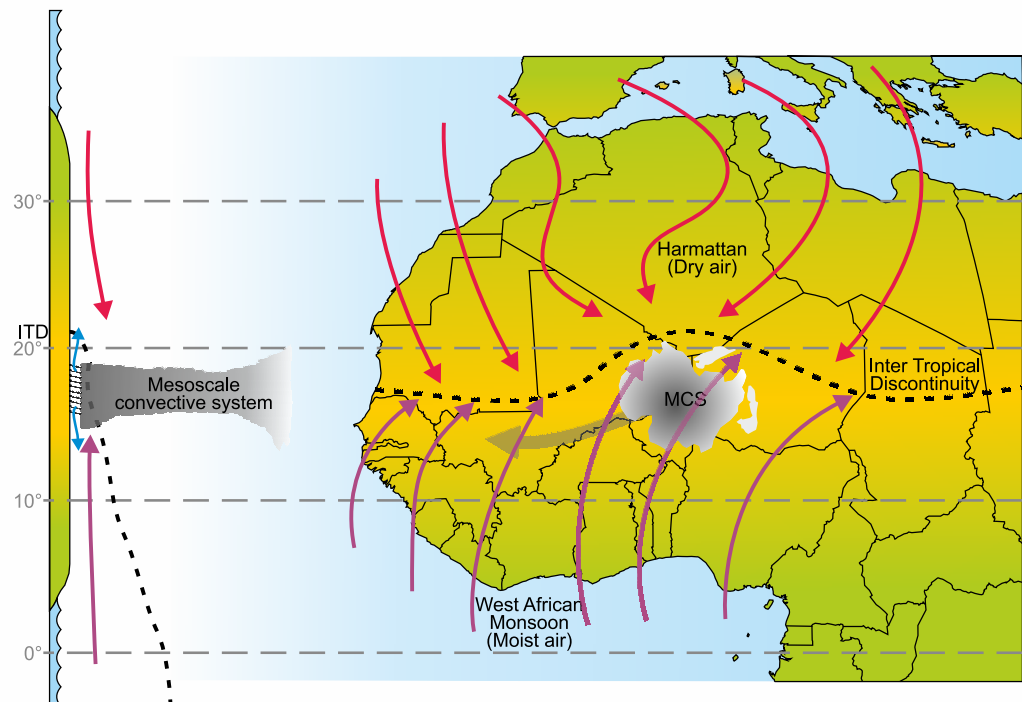 30°
Harmattan
(Dry air)
ITD
20°
Inter Tropical
Discontinuity
Mesoscale
convective system
MCS
10°
West African
Monsoon
(Moist air)
0°